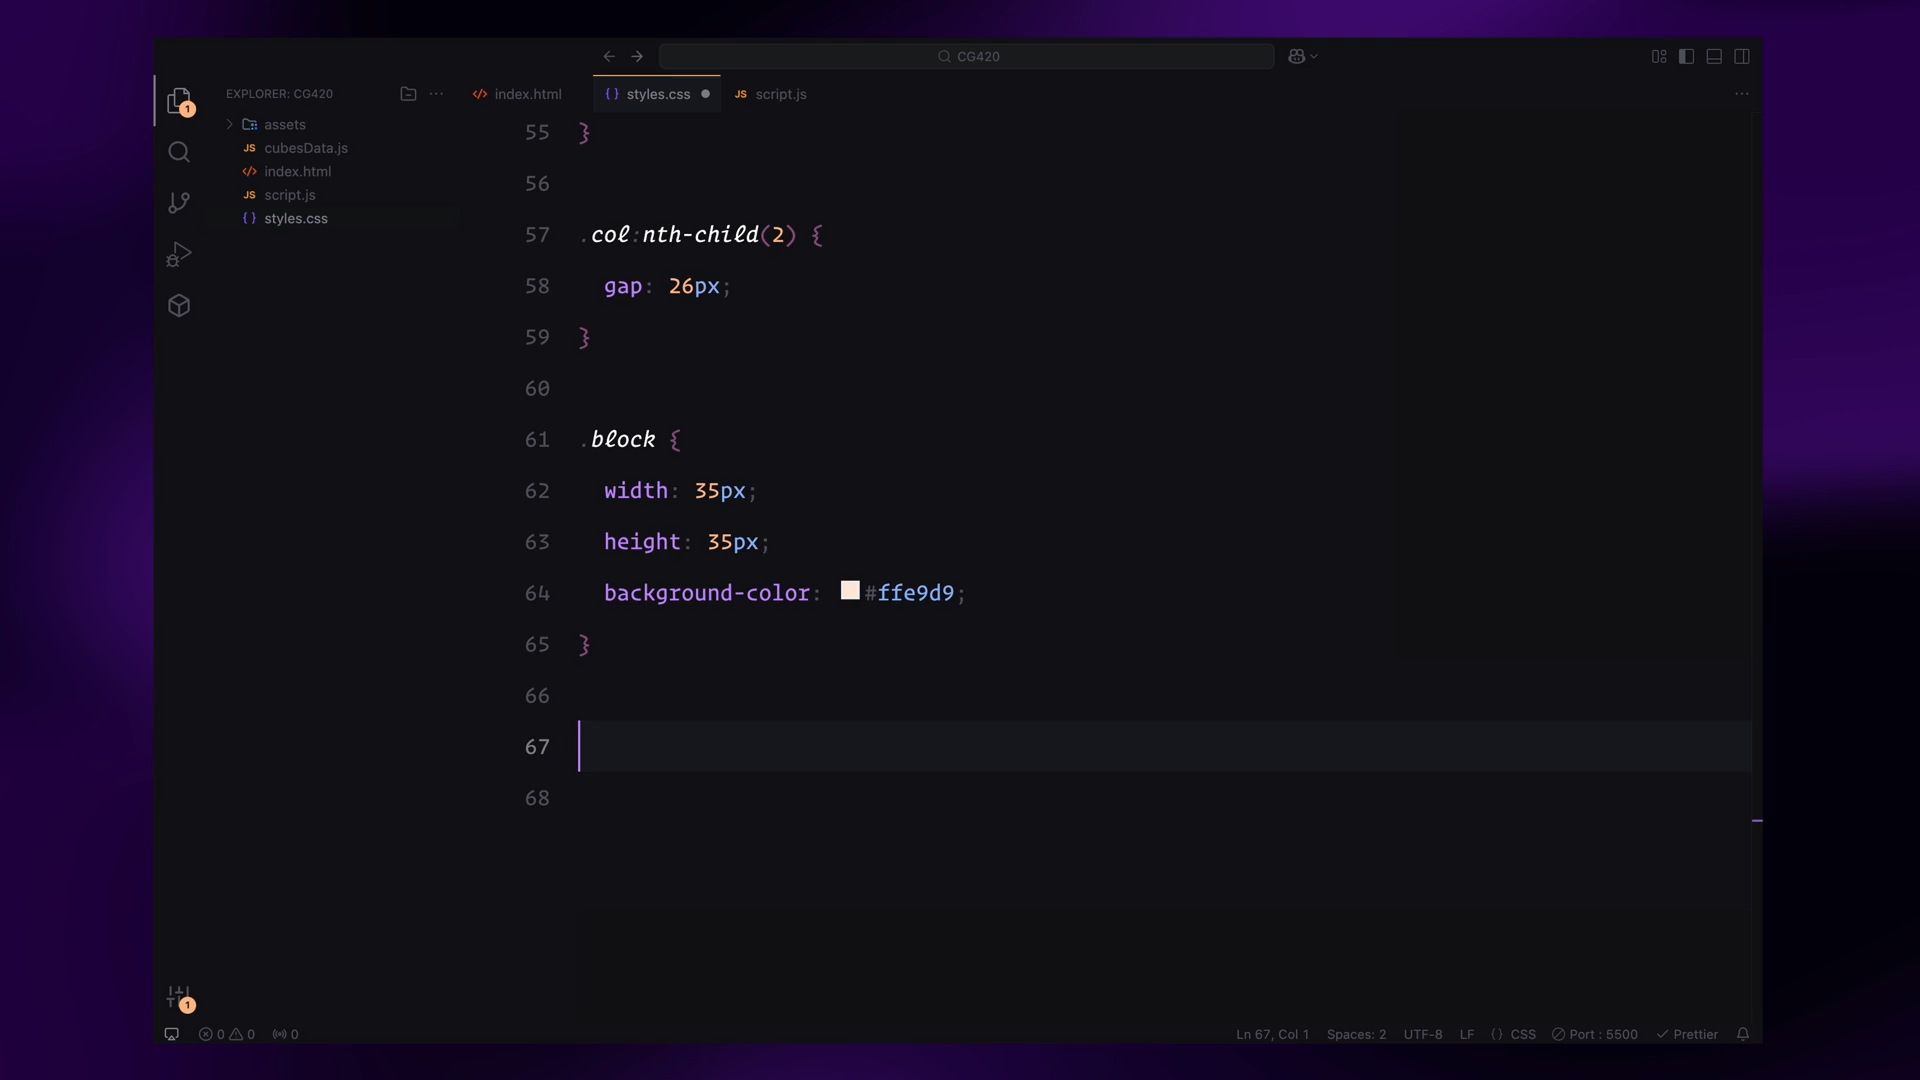 CG420
EXPLORER: CG420
index.html
styles.css
JS script.js
1
assets
JS cubesData.js
index.html
JS script.js
styles.css
55 }
56
57 .col:nth-child(2) {
58 gap: 26px;
59 }
60
61 .block {
62 width: 35px;
63 height: 35px;
64 background-color: #ffe9d9;
65 }
66
67
68
1
0 0 0
Ln 67, Col 1 Spaces: 2 UTF-8 LF {} CSS Port : 5500 Prettier